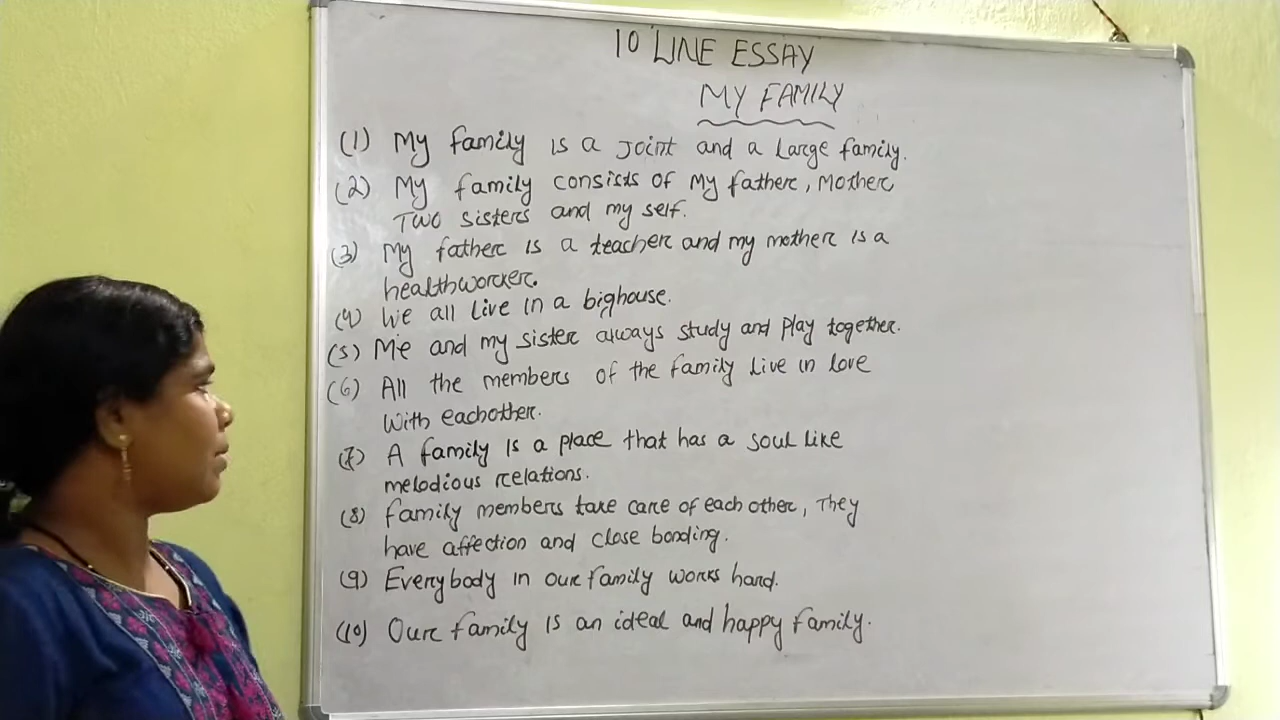 10 LINE ESSAY
MY FAMILY
(1) My family is a Joint and a Large family.
(2) My family consists of My father, Mother
Two sisters and my self.
(3) My father is a teacher and my mother is a
healthworker.
(4) We all Live in a bighouse.
(5) Me and my sister always study and play together.
(6) All the members of the family Live in love
With eachother.
(7) A family is a place that has a soul like
melodious relations.
(8) family members take care of each other, They
have affection and close bonding.
(9) Everybody in our family works hard.
(10) Our family is an ideal and happy family.